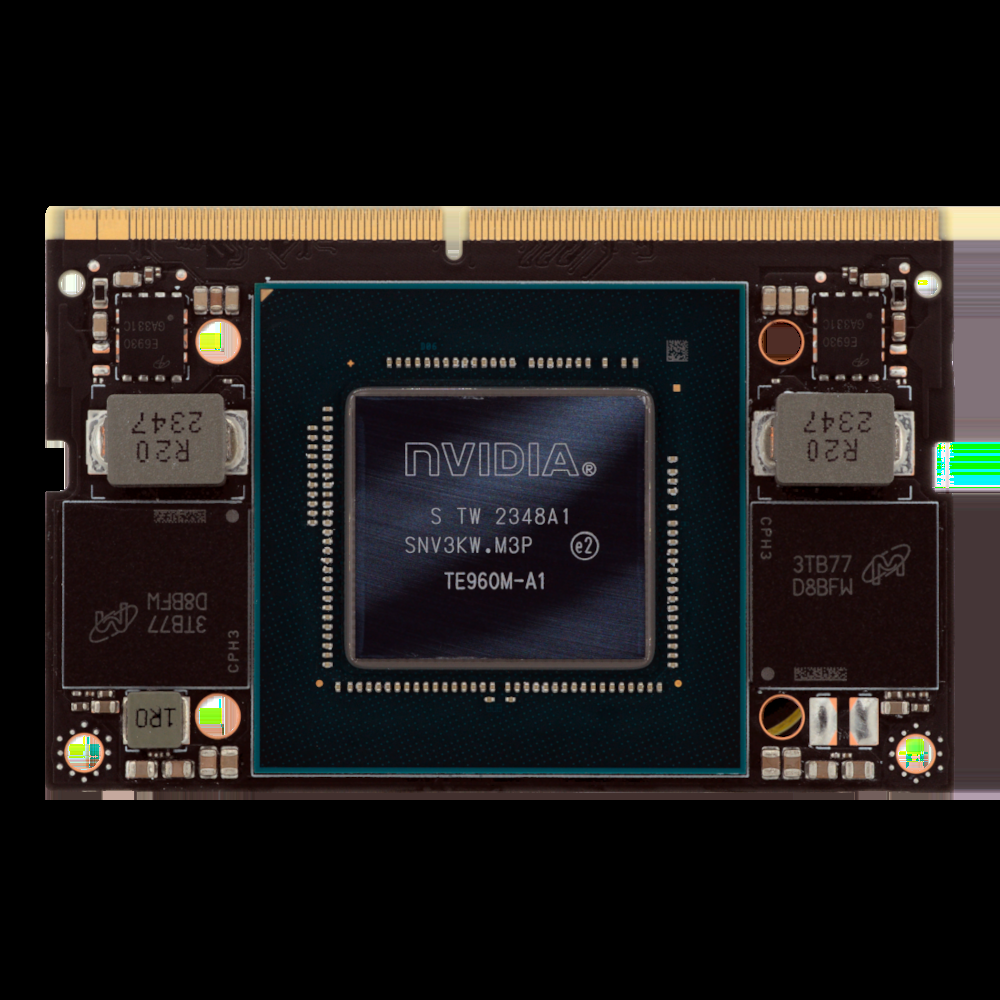 GA331C
E6930
GA331C
E6930
2347
R20
2347
R20
NVIDIA®
S TW 2348A1
SNV3KW.M3P e2
TE960M-A1
CPH3
3TB77
D8BFW
3TB77
D8BFW
CPH3
1R0